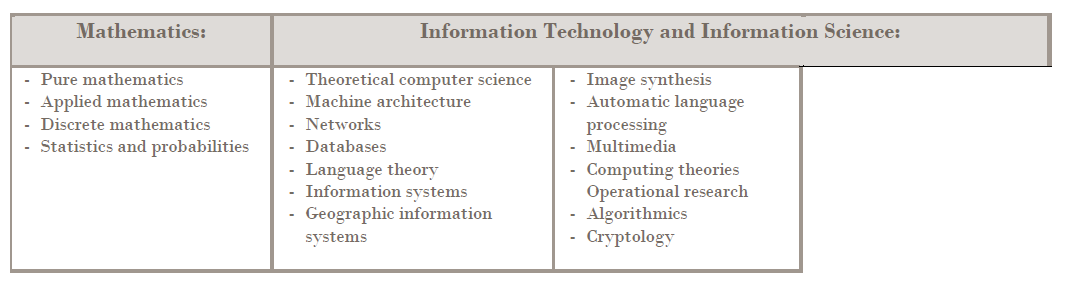 Mathematics:
Information Technology and Information Science:
- Pure mathematics
- Applied mathematics
- Discrete mathematics
- Statistics and probabilities
- Theoretical computer science
- Machine architecture
- Networks
- Databases
- Language theory
- Information systems
- Geographic information
systems
- Image synthesis
- Automatic language
processing
- Multimedia
- Computing theories
Operational research
- Algorithmics
- Cryptology